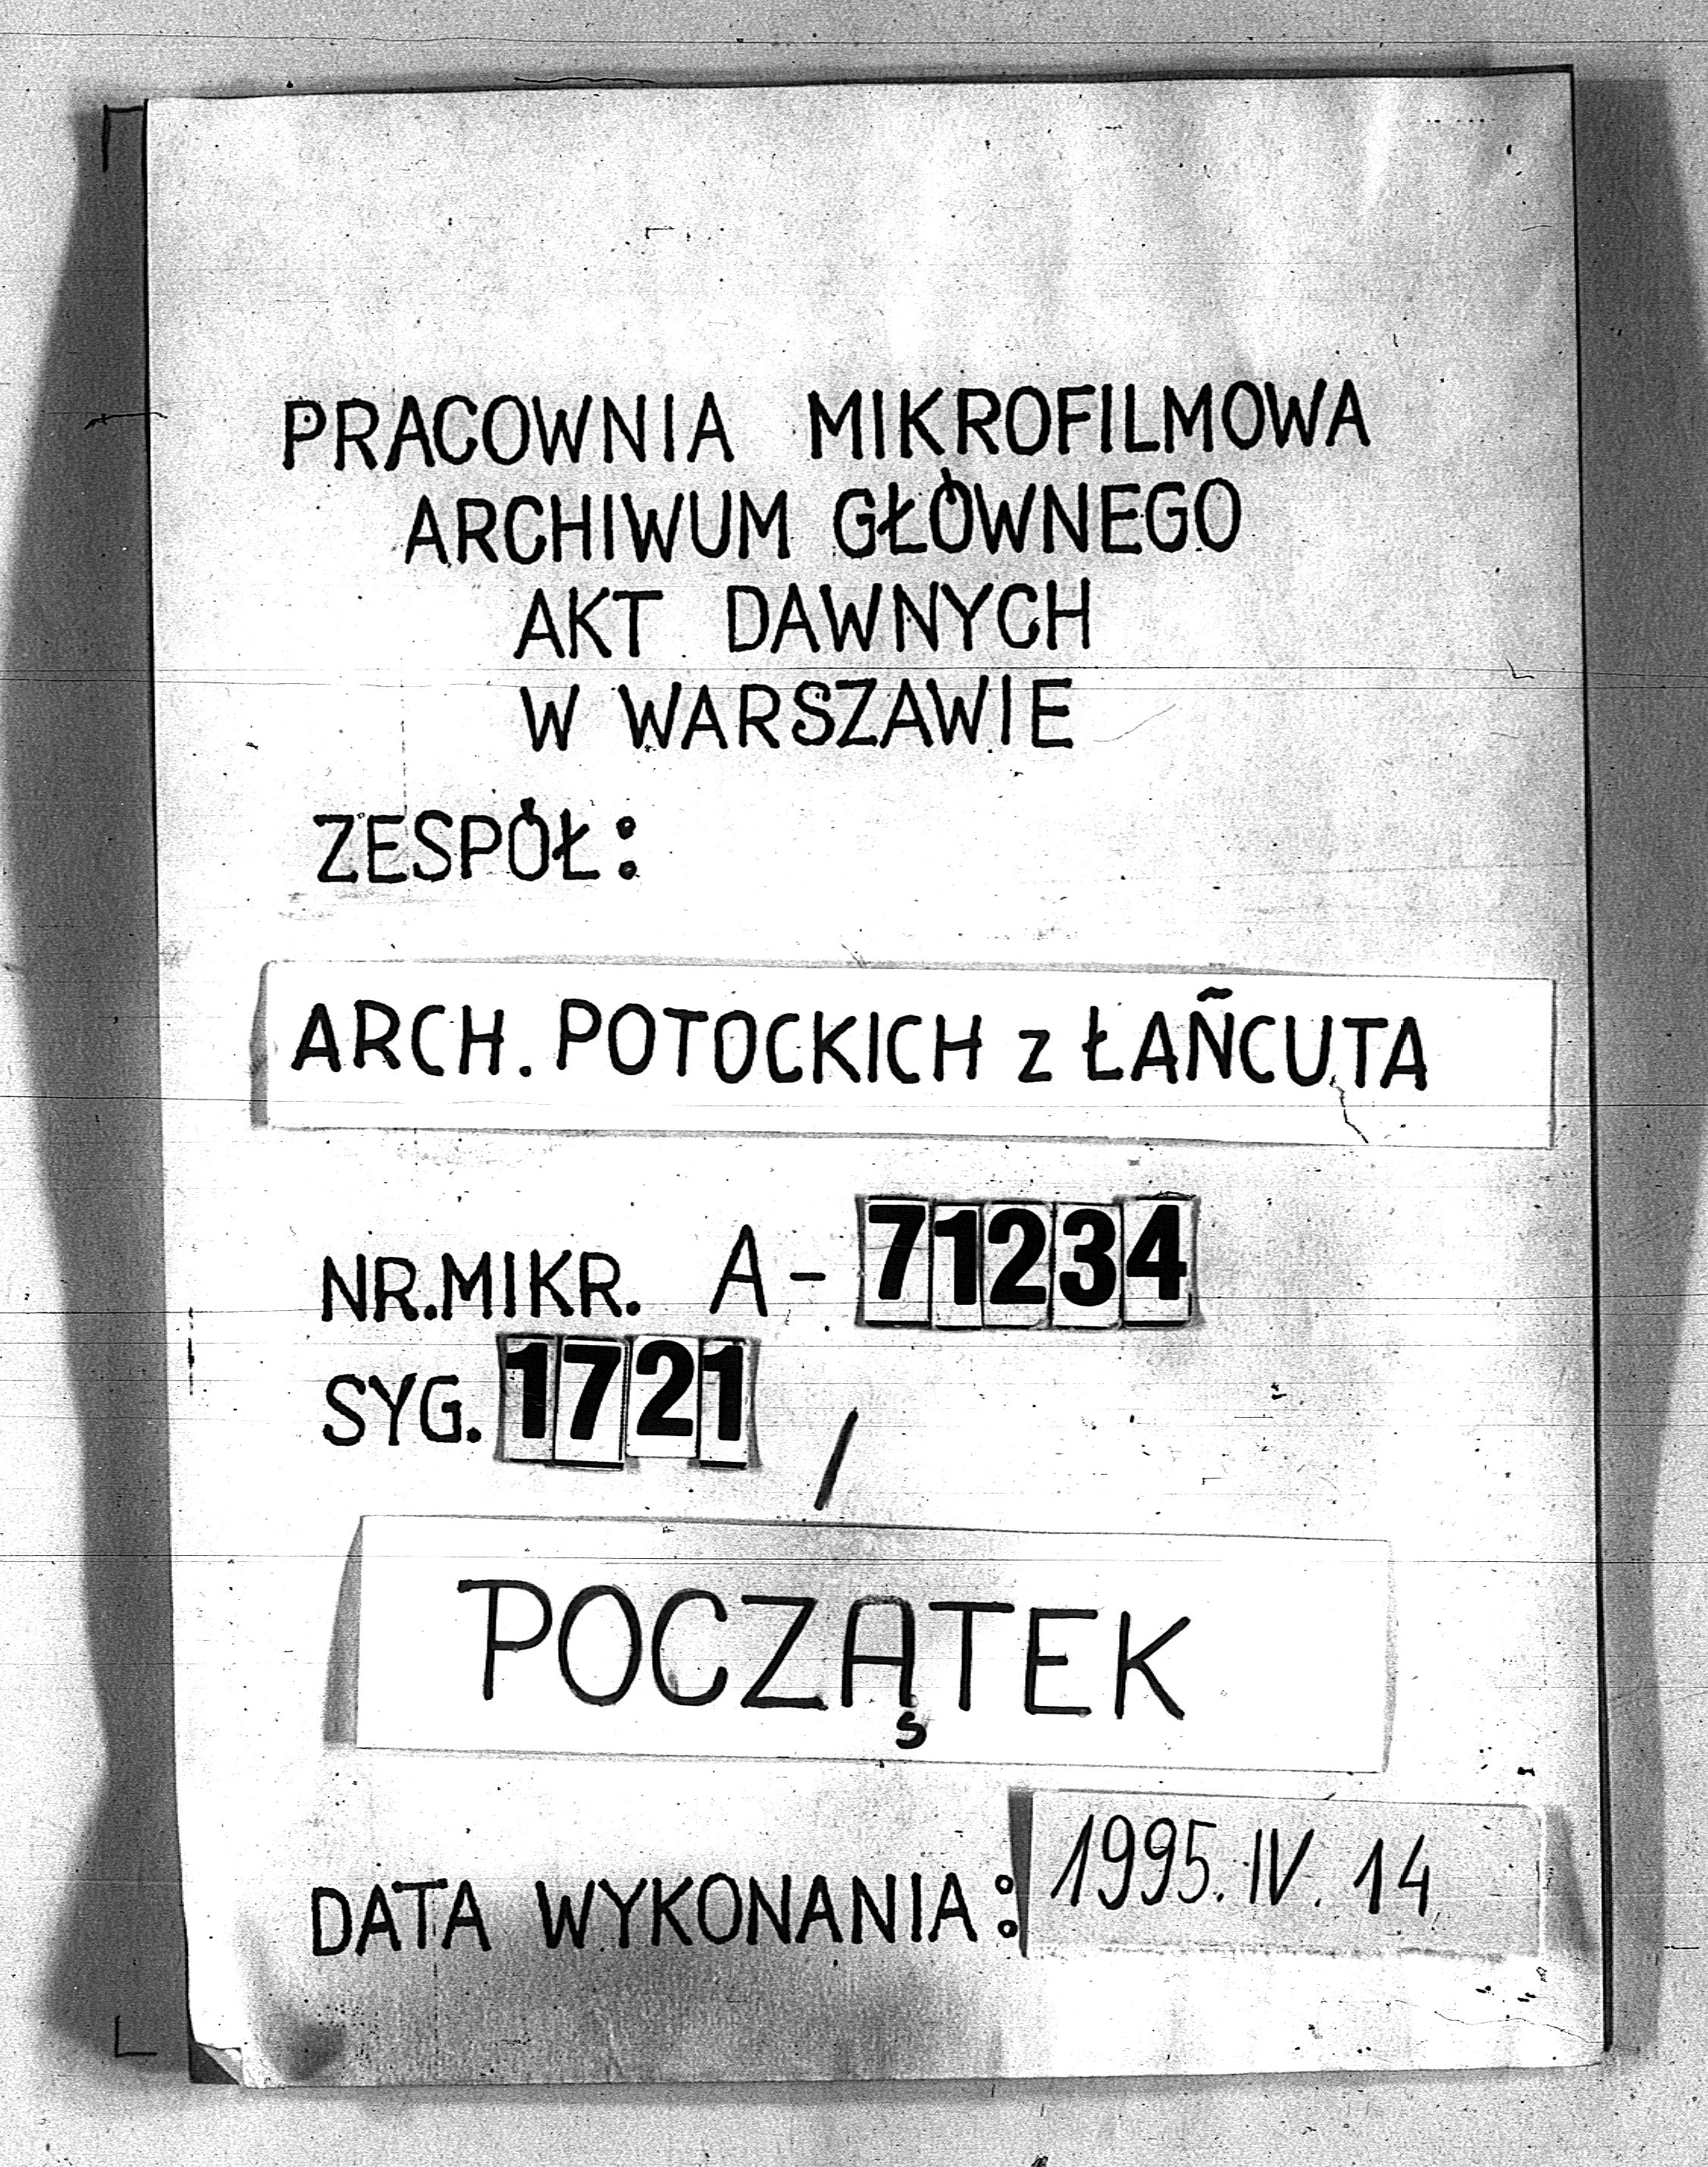 PRACOWNIA MIKROFILMOWA
ARCHIWUM GŁÓWNEGO
AKT DAWNYCH
W WARSZAWIE
ZESPÓŁ:
ARCH. POTOCKICH z ŁAŃCUTA
NR.MIKR. A-71234
SYG. 1721 /
POCZĄTEK
DATA WYKONANIA: 1995.IV.14